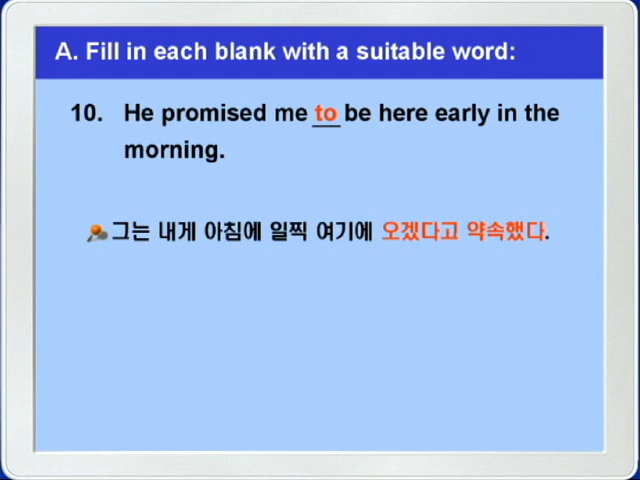 A. Fill in each blank with a suitable word:
10. He promised me to be here early in the
morning.
그는 내게 아침에 일찍 여기에 오겠다고 약속했다.